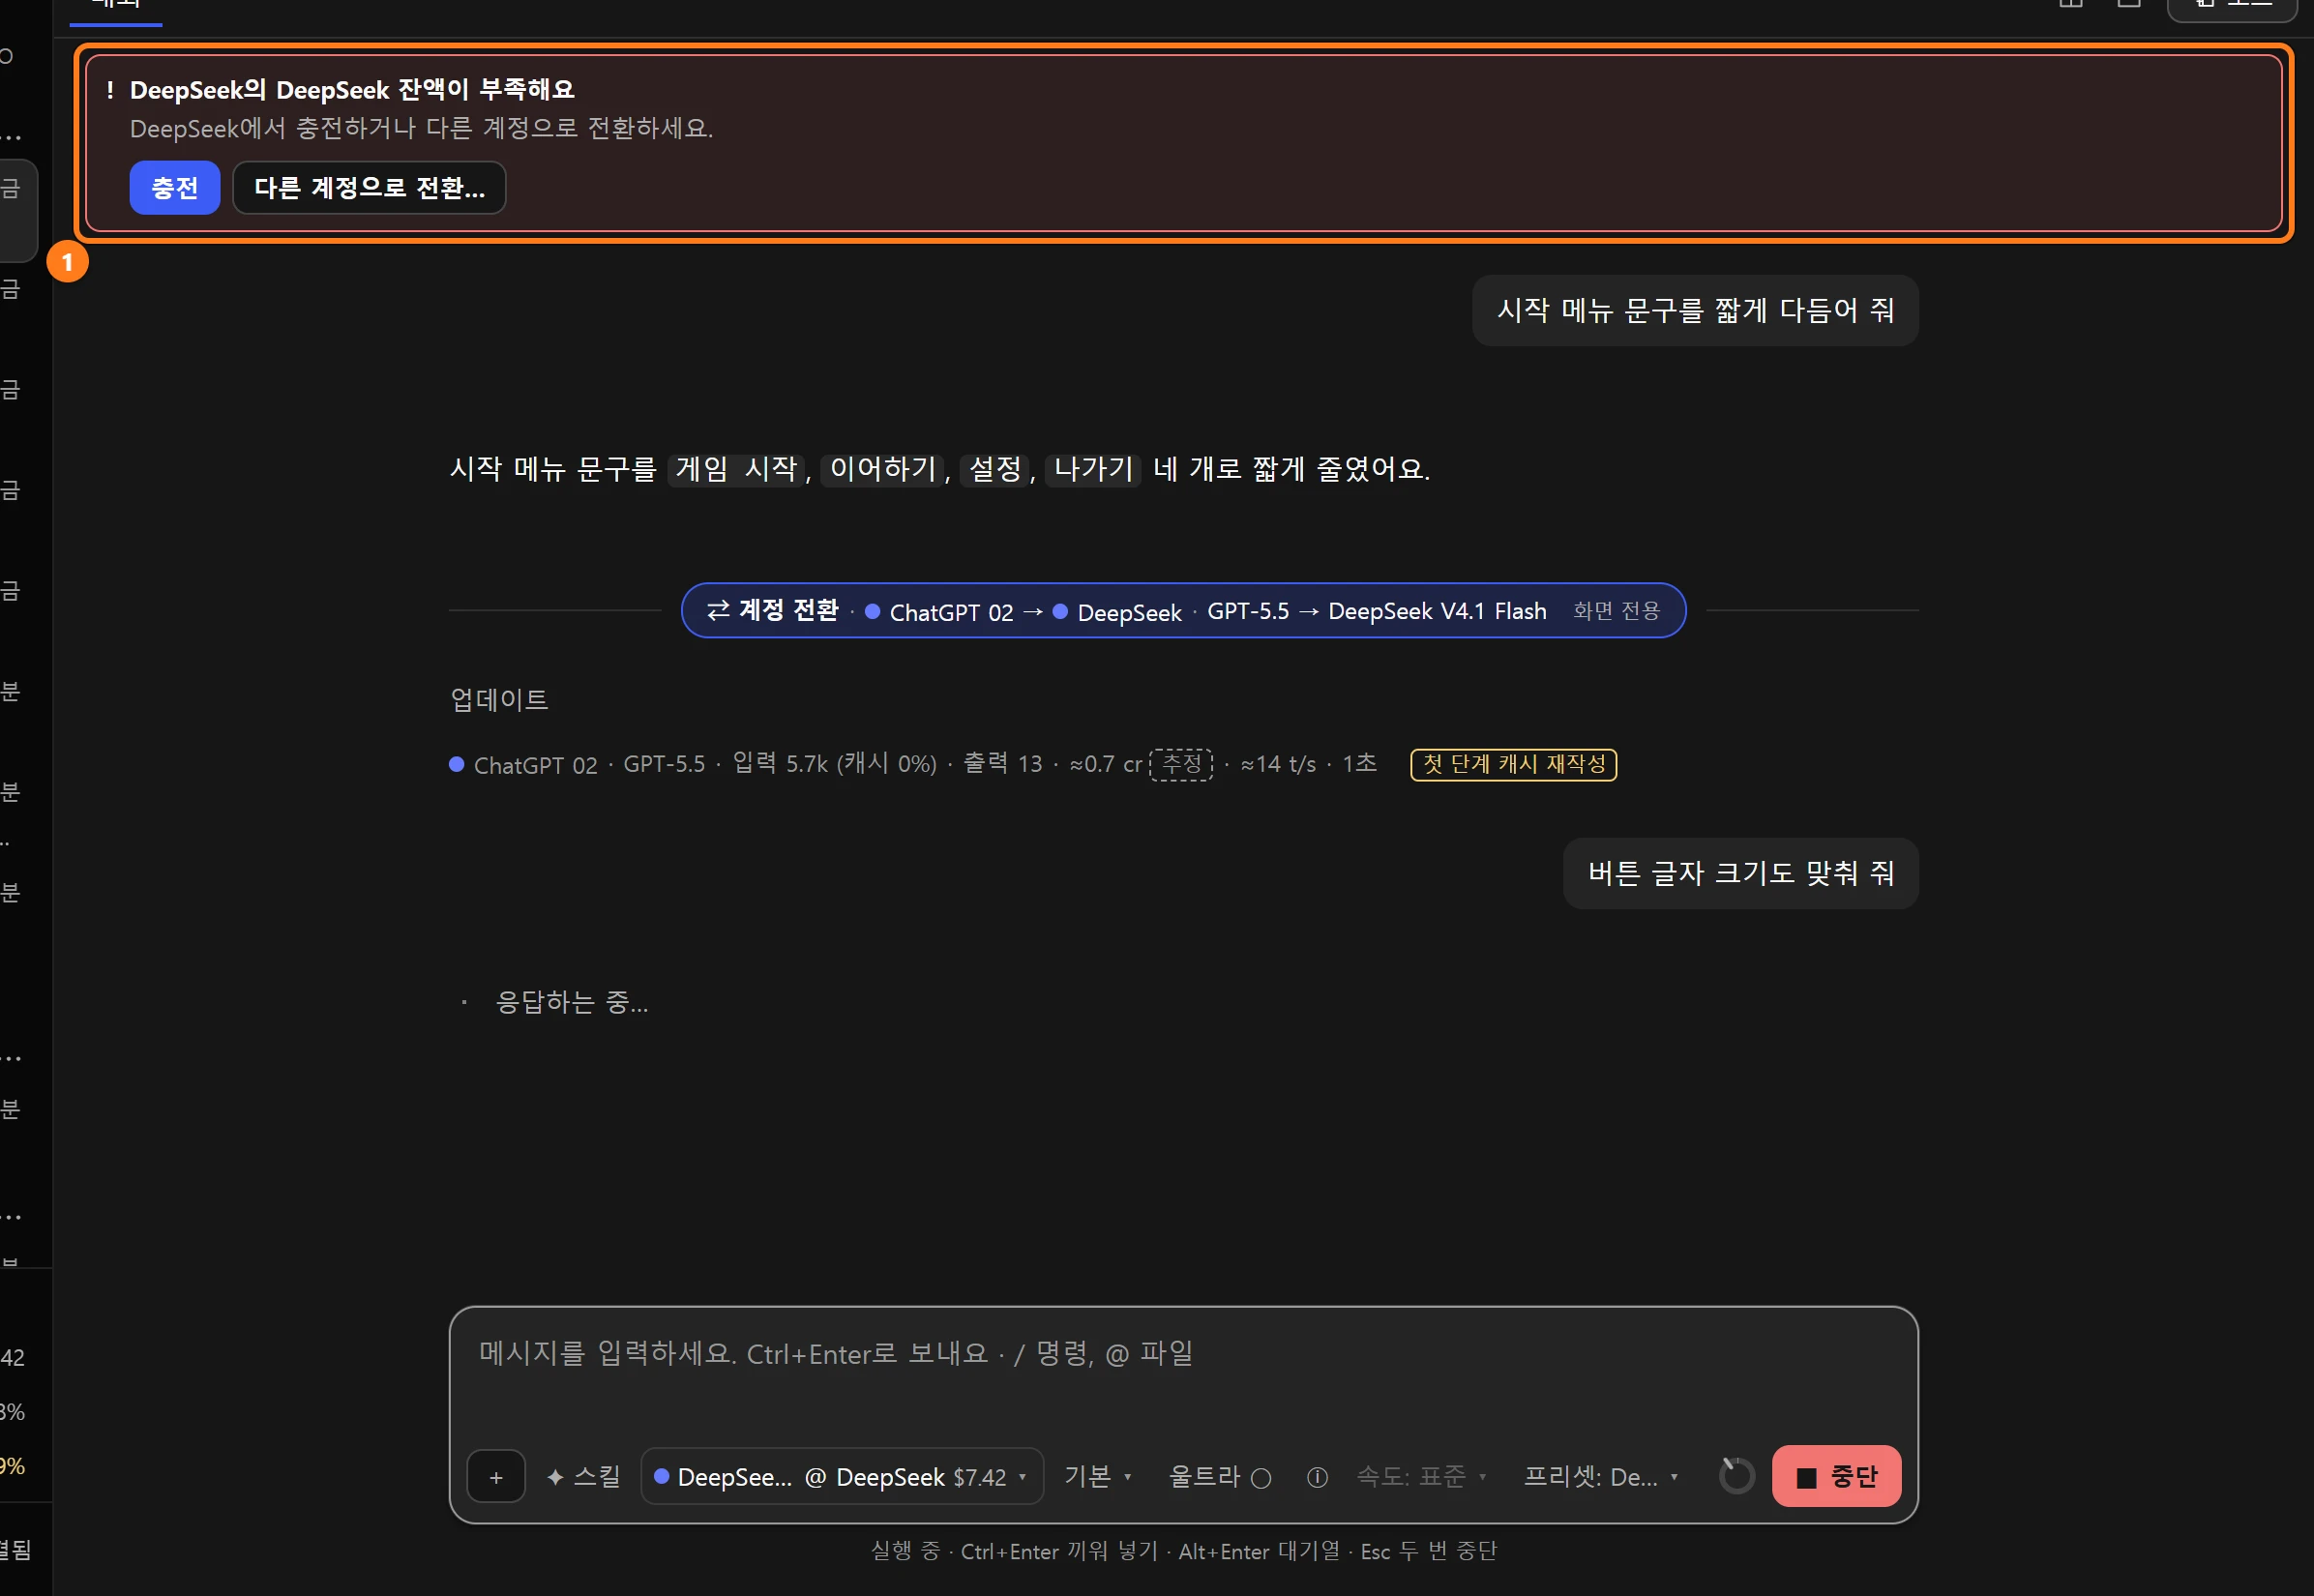 ! DeepSeek의 DeepSeek 잔액이 부족해요
DeepSeek에서 충전하거나 다른 계정으로 전환하세요.
충전 다른 계정으로 전환...
1
금
금
금
금
금
분
분
분
분
시작 메뉴 문구를 짧게 다듬어 줘
시작 메뉴 문구를 게임 시작, 이어하기, 설정, 나가기 네 개로 짧게 줄였어요.
⇄ 계정 전환 · ChatGPT 02 → DeepSeek · GPT-5.5 → DeepSeek V4.1 Flash 화면 전용
업데이트
ChatGPT 02 · GPT-5.5 · 입력 5.7k (캐시 0%) · 출력 13 · ≈0.7 cr 추정 · ≈14 t/s · 1초 첫 단계 캐시 재작성
버튼 글자 크기도 맞춰 줘
· 응답하는 중...
42
9%
메시지를 입력하세요. Ctrl+Enter로 보내요 · / 명령, @ 파일
+ ✦ 스킬 DeepSee... @ DeepSeek $7.42 ▾ 기본 ▾ 울트라 ○ ⓘ 속도: 표준 ▾ 프리셋: De... ▾ ■ 중단
실행 중 · Ctrl+Enter 끼워 넣기 · Alt+Enter 대기열 · Esc 두 번 중단